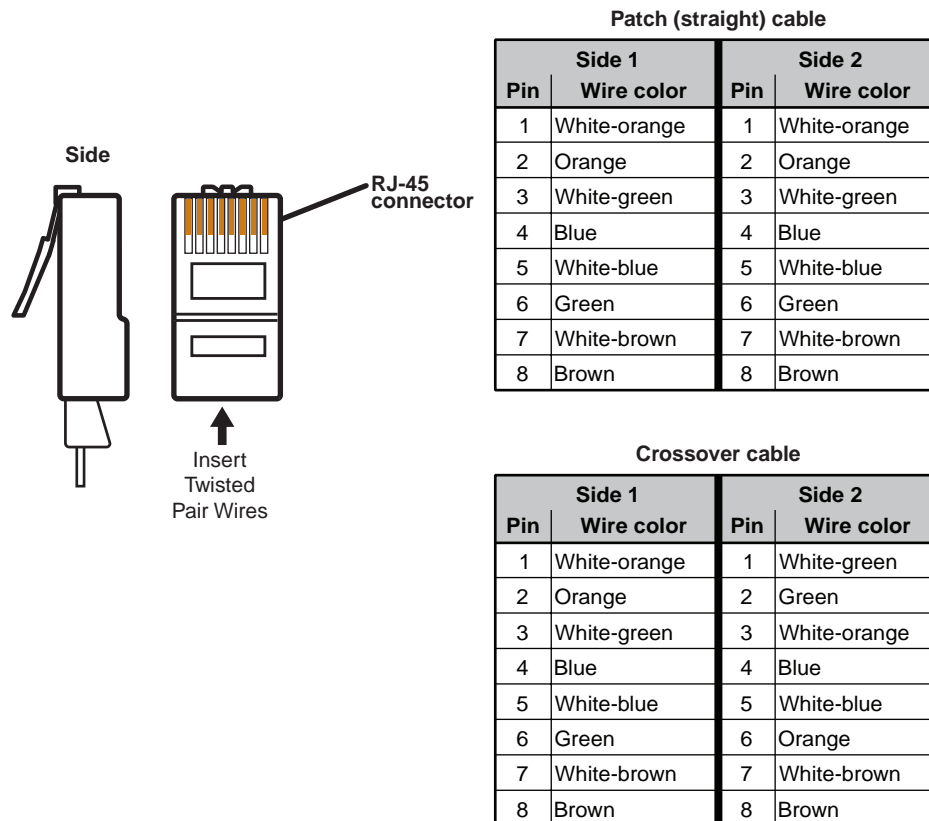 Patch (straight) cable
Side 1 Side 2
Pin Wire color Pin Wire color
1 White-orange 1 White-orange
2 Orange 2 Orange
3 White-green 3 White-green
4 Blue 4 Blue
5 White-blue 5 White-blue
6 Green 6 Green
7 White-brown 7 White-brown
8 Brown 8 Brown
Side
RJ-45
connector
Insert
Twisted
Pair Wires
Crossover cable
Side 1 Side 2
Pin Wire color Pin Wire color
1 White-orange 1 White-green
2 Orange 2 Green
3 White-green 3 White-orange
4 Blue 4 Blue
5 White-blue 5 White-blue
6 Green 6 Orange
7 White-brown 7 White-brown
8 Brown 8 Brown